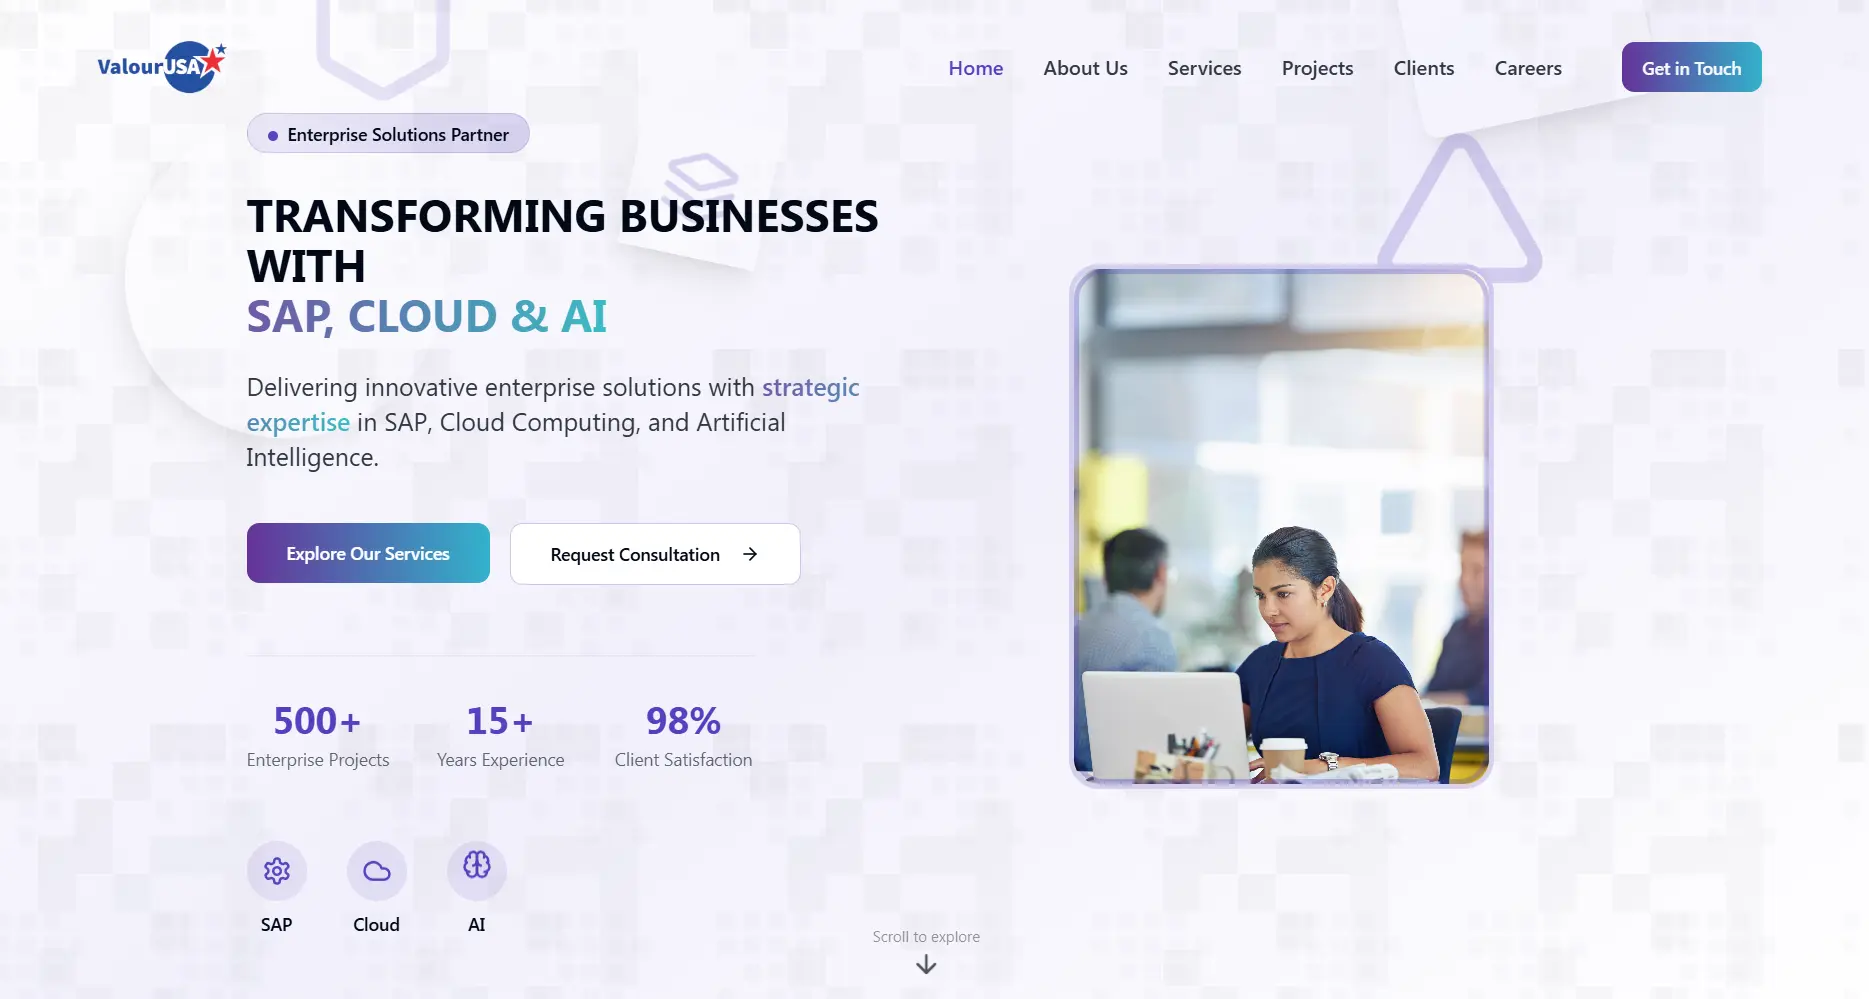 ValourUSA
Home
About Us
Services
Projects
Clients
Careers
Get in Touch
Enterprise Solutions Partner
TRANSFORMING BUSINESSES
WITH
SAP, CLOUD & AI
Delivering innovative enterprise solutions with strategic
expertise in SAP, Cloud Computing, and Artificial
Intelligence.
Explore Our Services
Request Consultation
500+
Enterprise Projects
15+
Years Experience
98%
Client Satisfaction
SAP
Cloud
AI
Scroll to explore